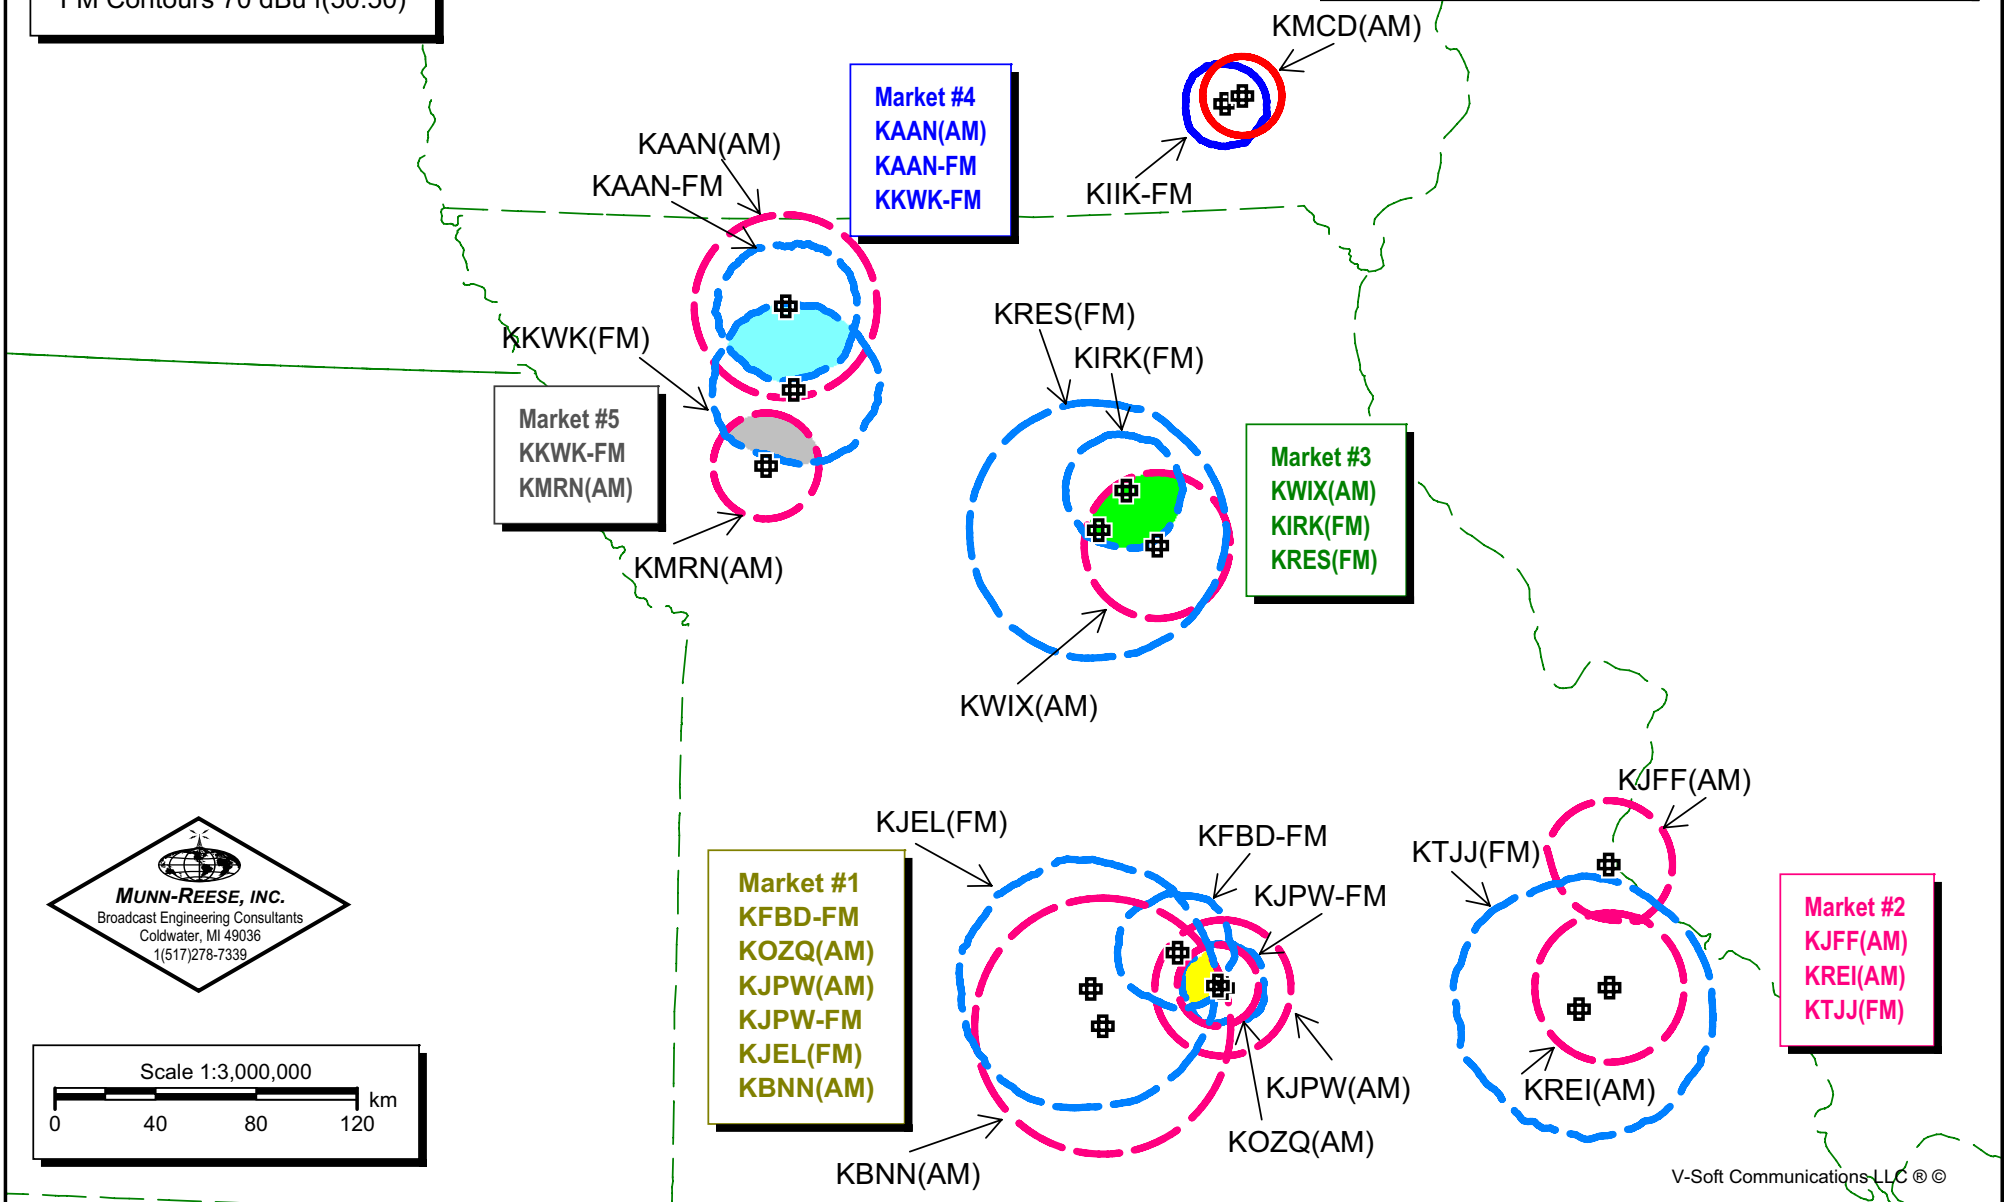 FM Contours 70 dBu f(50:50)
KMCD(AM)
Market #4
KAAN(AM)
KAAN-FM
KKWK-FM
KAAN(AM)
KAAN-FM
KIIK-FM
KRES(FM)
KIRK(FM)
KKWK(FM)
Market #5
KKWK-FM
KMRN(AM)
Market #3
KWIX(AM)
KIRK(FM)
KRES(FM)
KMRN(AM)
KWIX(AM)
KJFF(AM)
KJEL(FM)
KFBD-FM
KTJJ(FM)
KJPW-FM
Market #1
KFBD-FM
KOZQ(AM)
KJPW(AM)
KJPW-FM
KJEL(FM)
KBNN(AM)
Market #2
KJFF(AM)
KREI(AM)
KTJJ(FM)
MUNN-REESE, INC.
Broadcast Engineering Consultants
Coldwater, MI 49036
1(517)278-7339
Scale 1:3,000,000
km
0 40 80 120
KJPW(AM)
KREI(AM)
KOZQ(AM)
KBNN(AM)
V-Soft Communications LLC ® ©